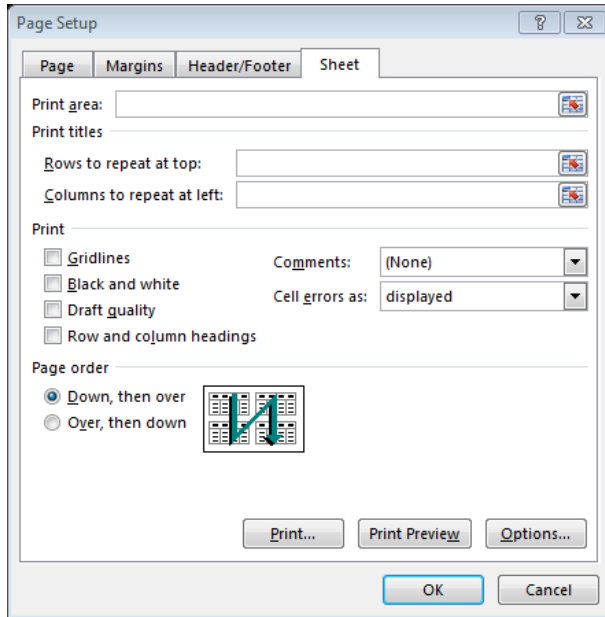 Page Setup
Page Margins Header/Footer Sheet
Print area:
Print titles
Rows to repeat at top:
Columns to repeat at left:
Print
Gridlines
Black and white
Draft quality
Row and column headings
Comments: (None)
Cell errors as: displayed
Page order
Down, then over
Over, then down
Print... Print Preview Options...
OK Cancel